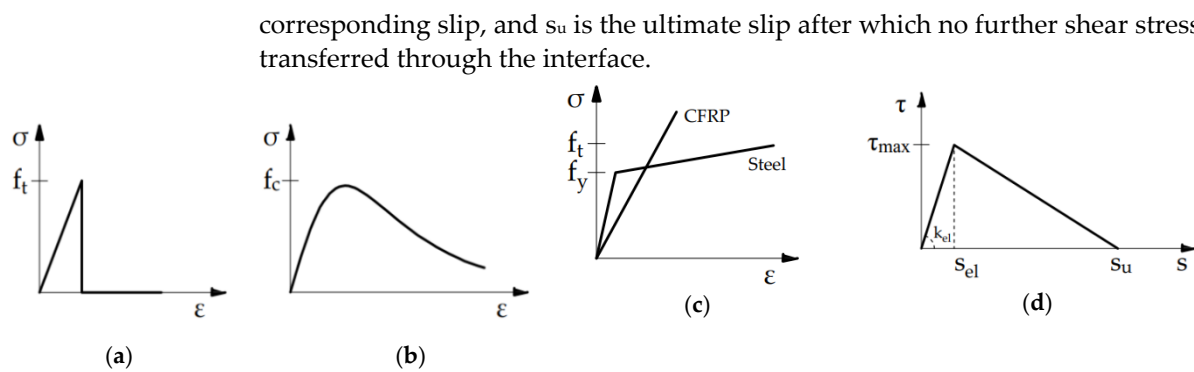 corresponding slip, and su is the ultimate slip after which no further shear stress
transferred through the interface.
σ
ft
ε
(a)
σ
fc
ε
(b)
σ
CFRP
ft
fy
Steel
ε
(c)
τ
τmax
kel
sel
su
s
(d)